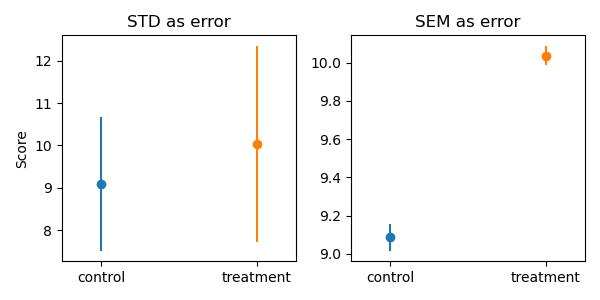 STD as error
SEM as error
Score
12
11
10
9
8
control
treatment
10.0
9.8
9.6
9.4
9.2
9.0
control
treatment